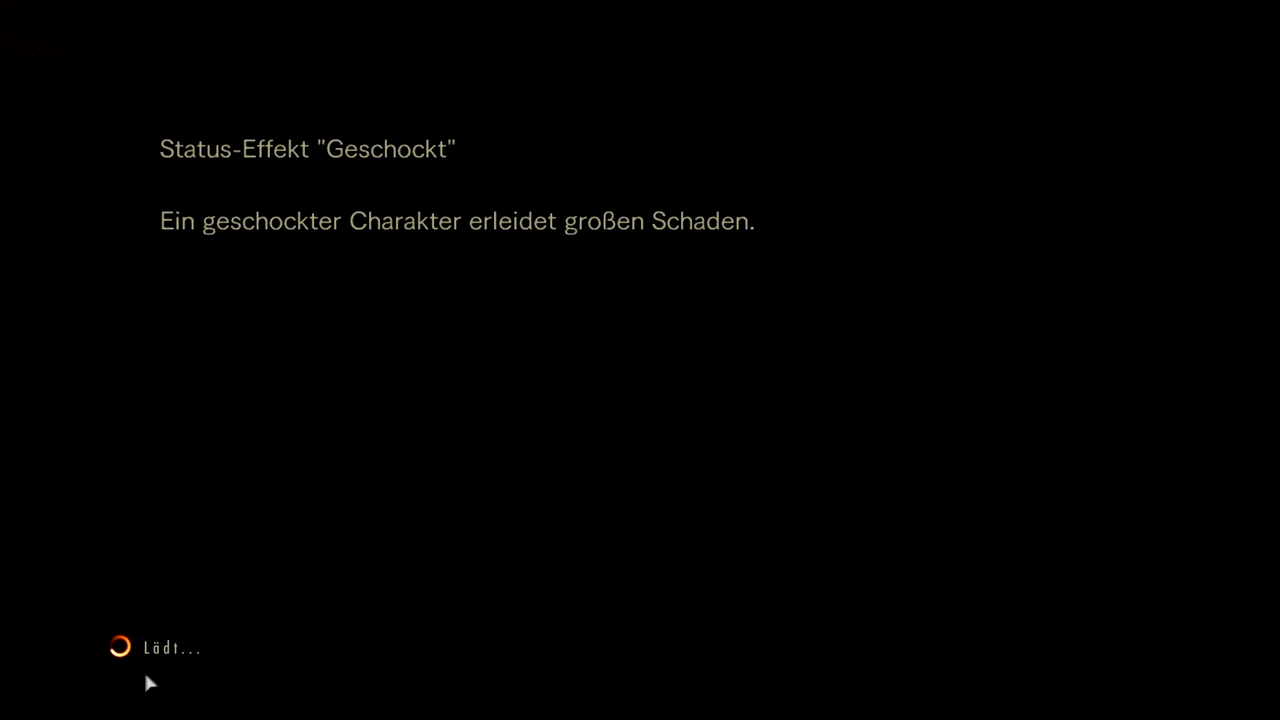 Status-Effekt "Geschockt"
Ein geschockter Charakter erleidet großen Schaden.
Lädt...